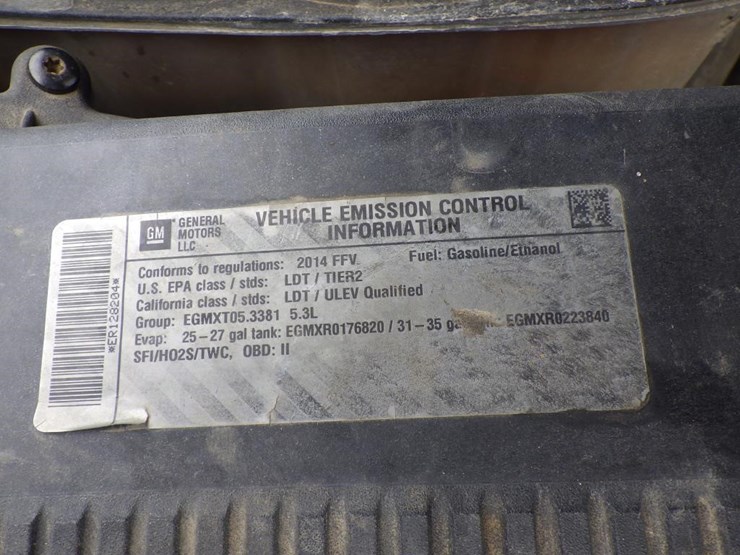 GM GENERAL MOTORS LLC
VEHICLE EMISSION CONTROL
INFORMATION
Conforms to regulations: 2014 FFV Fuel: Gasoline/Ethanol
U.S. EPA class / stds: LDT / TIER2
California class / stds: LDT / ULEV Qualified
Group: EGMXT05.3381 5.3L
Evap: 25-27 gal tank: EGMXR0176820 / 31-35 EGMXR0223840
SFI/HO2S/TWC, OBD: II
*ER128204*